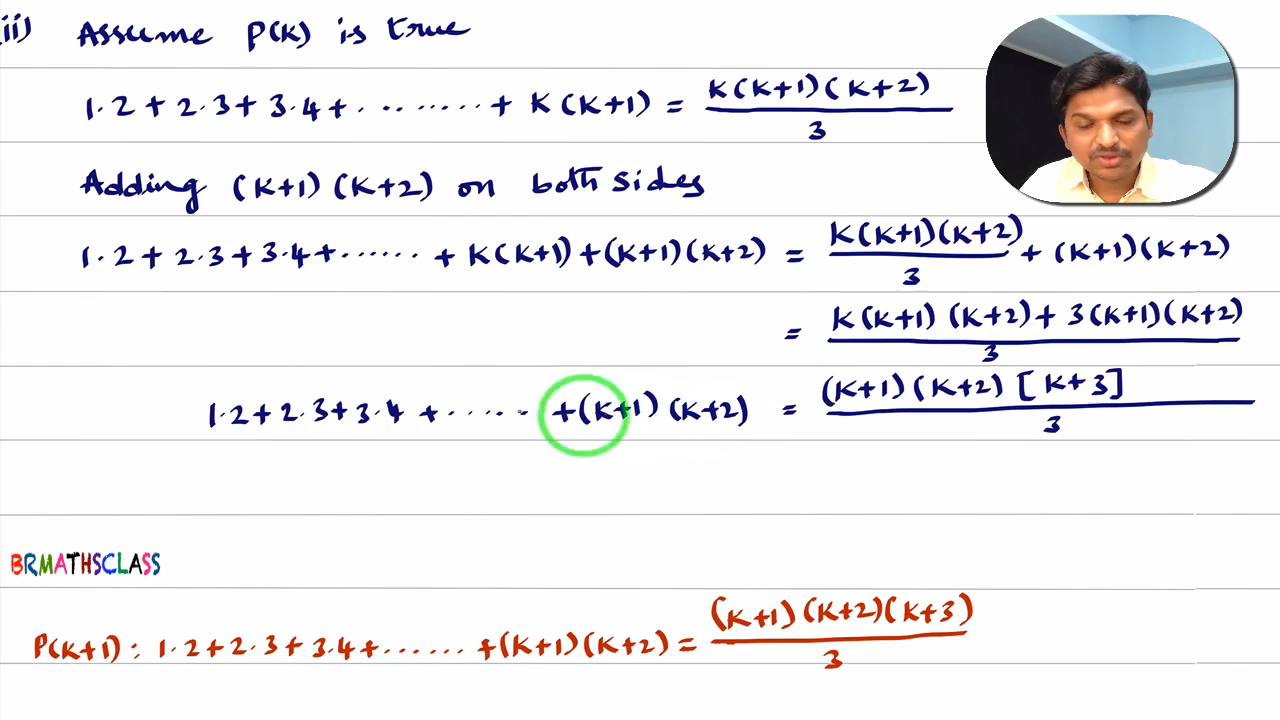 ii) Assume P(K) is true
1·2 + 2·3 + 3·4 + ........ + K(K+1) = K(K+1)(K+2) / 3
Adding (K+1)(K+2) on both sides
1·2 + 2·3 + 3·4 + ...... + K(K+1) + (K+1)(K+2) = K(K+1)(K+2) / 3 + (K+1)(K+2)
= K(K+1)(K+2) + 3(K+1)(K+2) / 3
1·2 + 2·3 + 3·4 + ...... + (K+1)(K+2) = (K+1)(K+2)[K+3] / 3
BRMATHSCLASS
P(K+1) : 1·2 + 2·3 + 3·4 + ...... + (K+1)(K+2) = (K+1)(K+2)(K+3) / 3